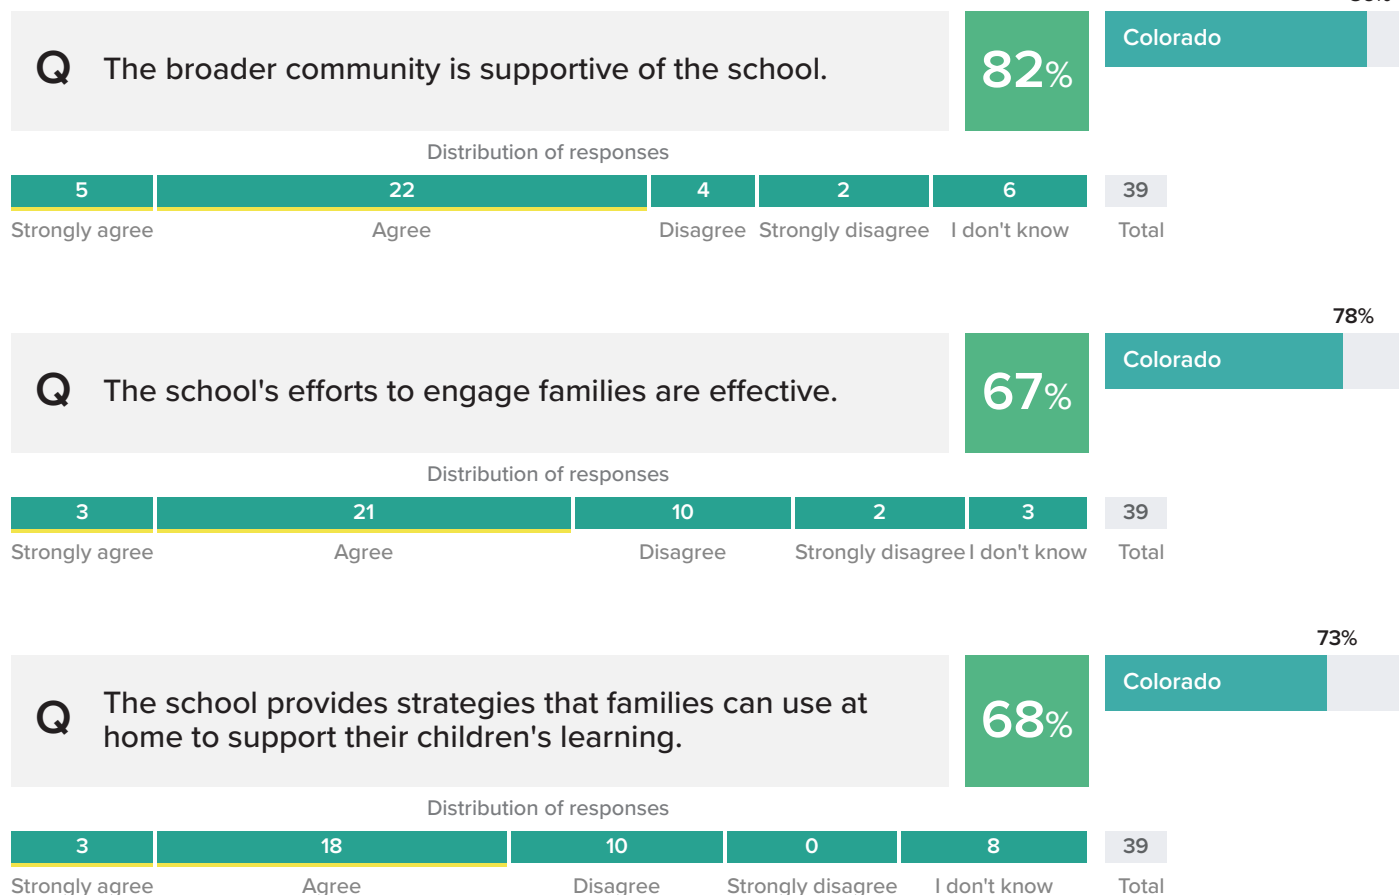 Q The broader community is supportive of the school.
82%
Colorado
Distribution of responses
5 22 4 2 6 39
Strongly agree Agree Disagree Strongly disagree I don't know Total
78%
Q The school's efforts to engage families are effective.
67%
Colorado
Distribution of responses
3 21 10 2 3 39
Strongly agree Agree Disagree Strongly disagree I don't know Total
73%
Q The school provides strategies that families can use at
home to support their children's learning.
68%
Colorado
Distribution of responses
3 18 10 0 8 39
Strongly agree Agree Disagree Strongly disagree I don't know Total